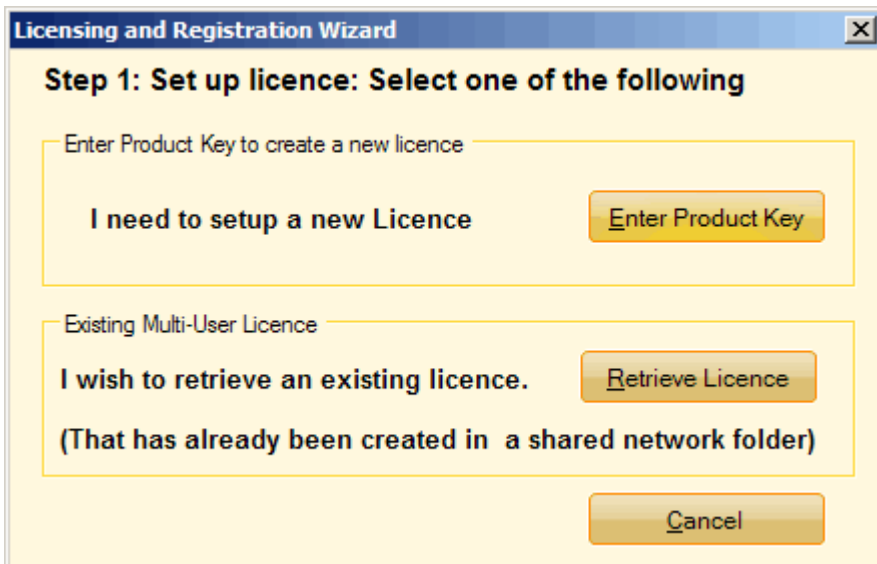 Licensing and Registration Wizard
Step 1: Set up licence: Select one of the following
Enter Product Key to create a new licence
I need to setup a new Licence
Enter Product Key
Existing Multi-User Licence
I wish to retrieve an existing licence.
Retrieve Licence
(That has already been created in  a shared network folder)
Cancel